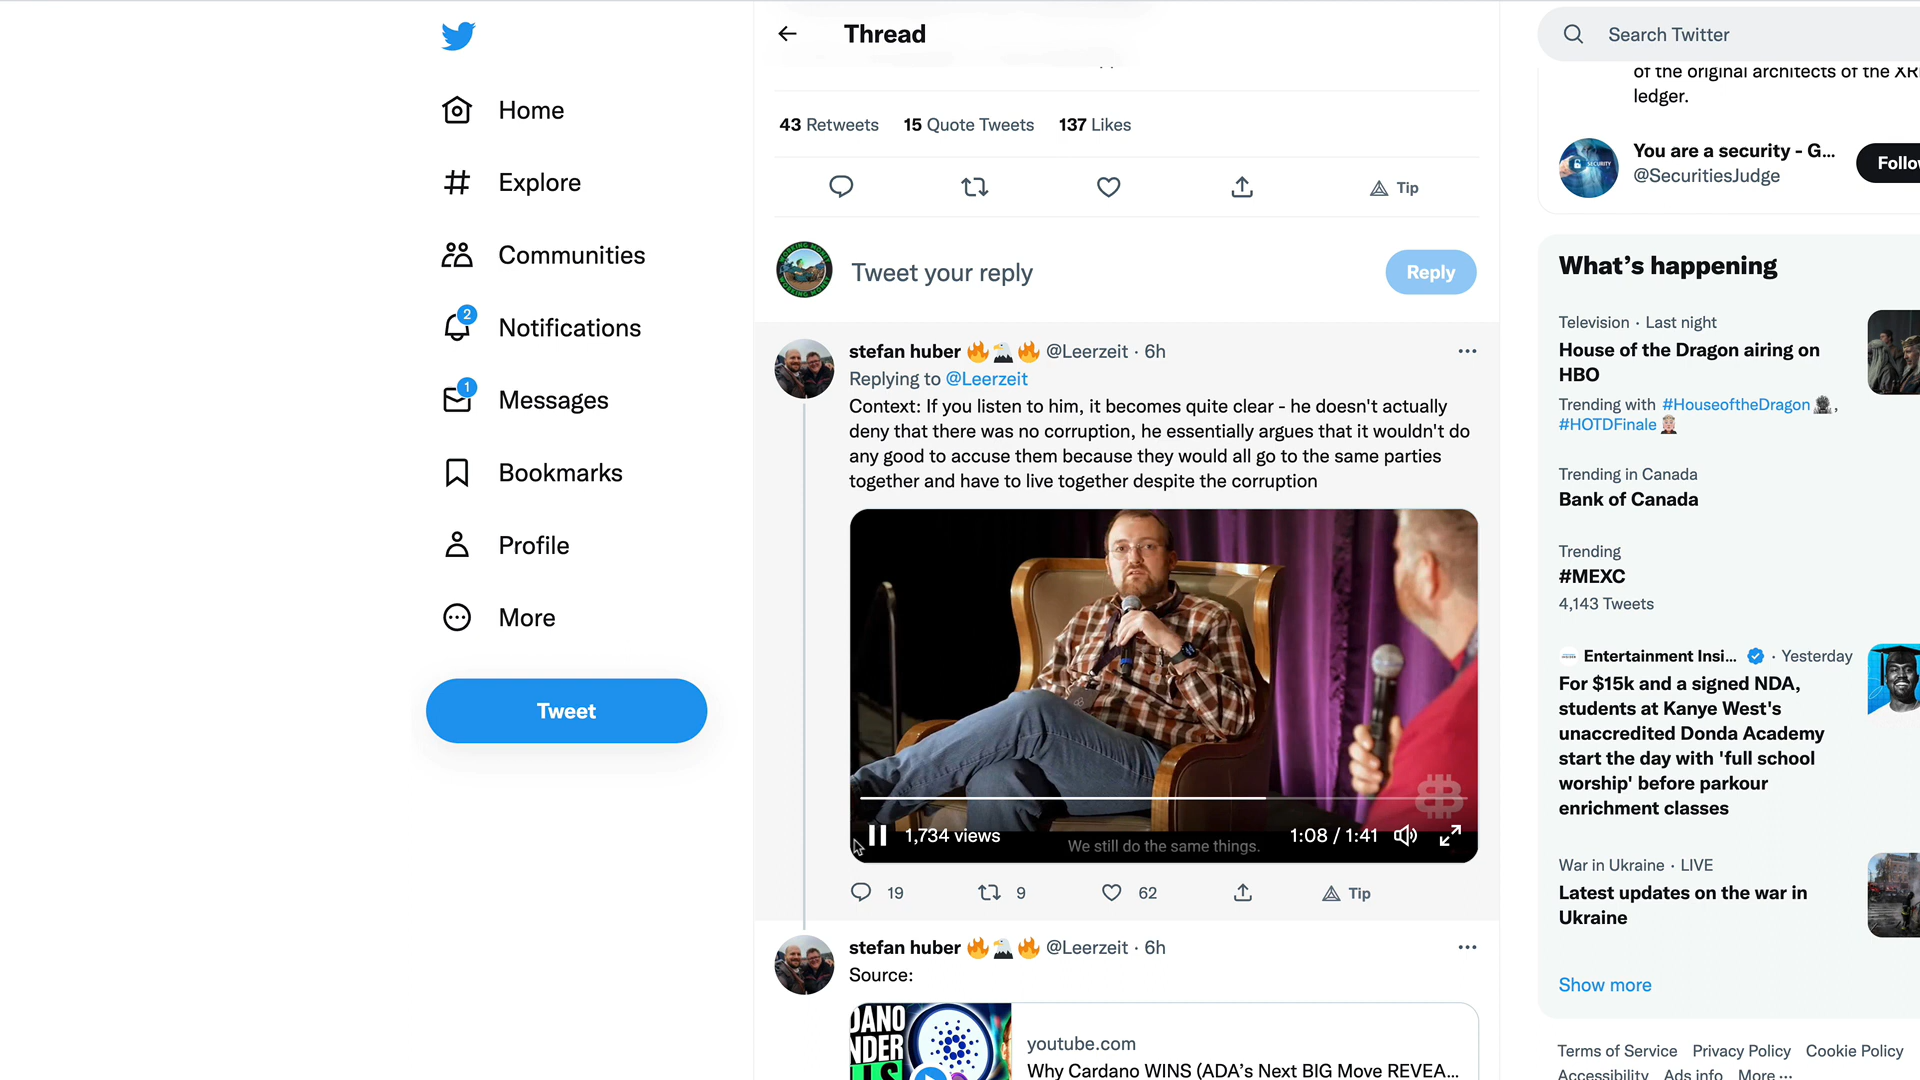 Thread
Search Twitter
Home
Explore
Communities
2
Notifications
1
Messages
Bookmarks
Profile
More
Tweet
43 Retweets 15 Quote Tweets 137 Likes
Tip
Tweet your reply
Reply
stefan huber 🔥🦅🔥 @Leerzeit · 6h
Replying to @Leerzeit
Context: If you listen to him, it becomes quite clear - he doesn't actually
deny that there was no corruption, he essentially argues that it wouldn't do
any good to accuse them because they would all go to the same parties
together and have to live together despite the corruption
1,734 views
1:08 / 1:41
We still do the same things.
19 9 62 Tip
stefan huber 🔥🦅🔥 @Leerzeit · 6h
Source:
youtube.com
Why Cardano WINS (ADA's Next BIG Move REVEA...
of the original architects of the XR
ledger.
SECURITY
You are a security - G...
@SecuritiesJudge
Follo
What's happening
Television · Last night
House of the Dragon airing on
HBO
Trending with #HouseoftheDragon,
#HOTDFinale
Trending in Canada
Bank of Canada
Trending
#MEXC
4,143 Tweets
Entertainment Insi... · Yesterday
For $15k and a signed NDA,
students at Kanye West's
unaccredited Donda Academy
start the day with 'full school
worship' before parkour
enrichment classes
War in Ukraine · LIVE
Latest updates on the war in
Ukraine
Show more
Terms of Service Privacy Policy Cookie Policy
Accessibility Ads info More ...